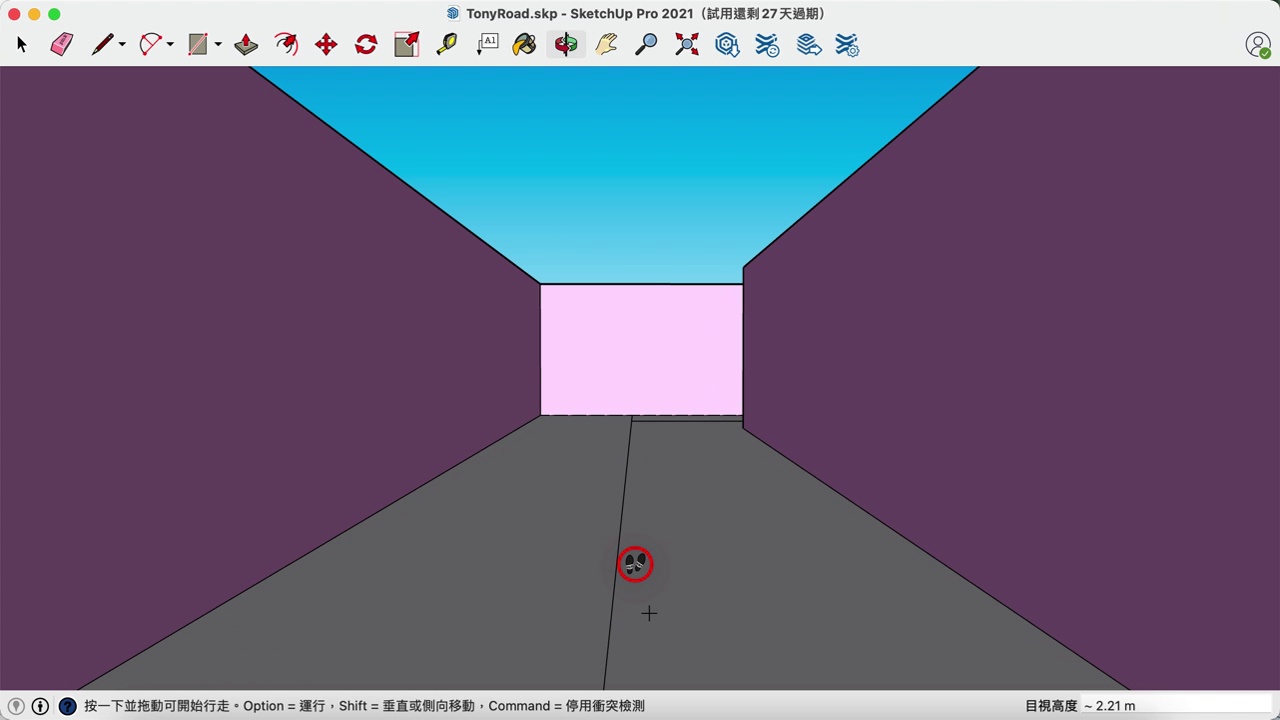 TonyRoad.skp - SketchUp Pro 2021（試用還剩 27 天過期）
A1
按一下並拖動可開始行走。Option = 運行，Shift = 垂直或側向移動，Command = 停用衝突檢測
目視高度 ~ 2.21 m